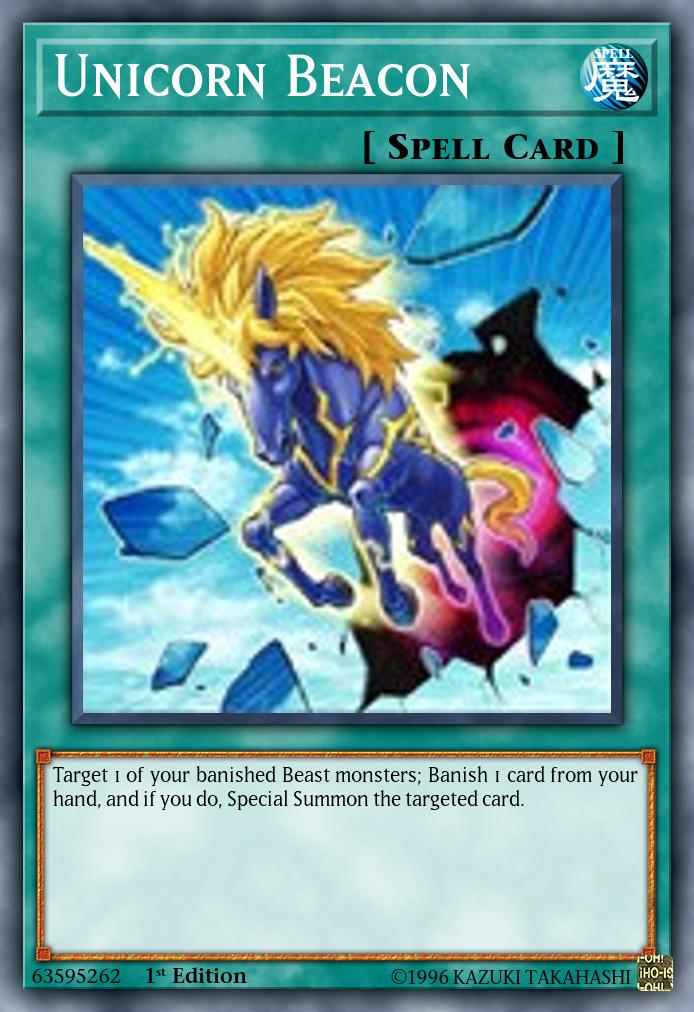 Unicorn Beacon
SPELL
魔
[ Spell Card ]
Target 1 of your banished Beast monsters; Banish 1 card from your
hand, and if you do, Special Summon the targeted card.
63595262 1st Edition ©1996 KAZUKI TAKAHASHI